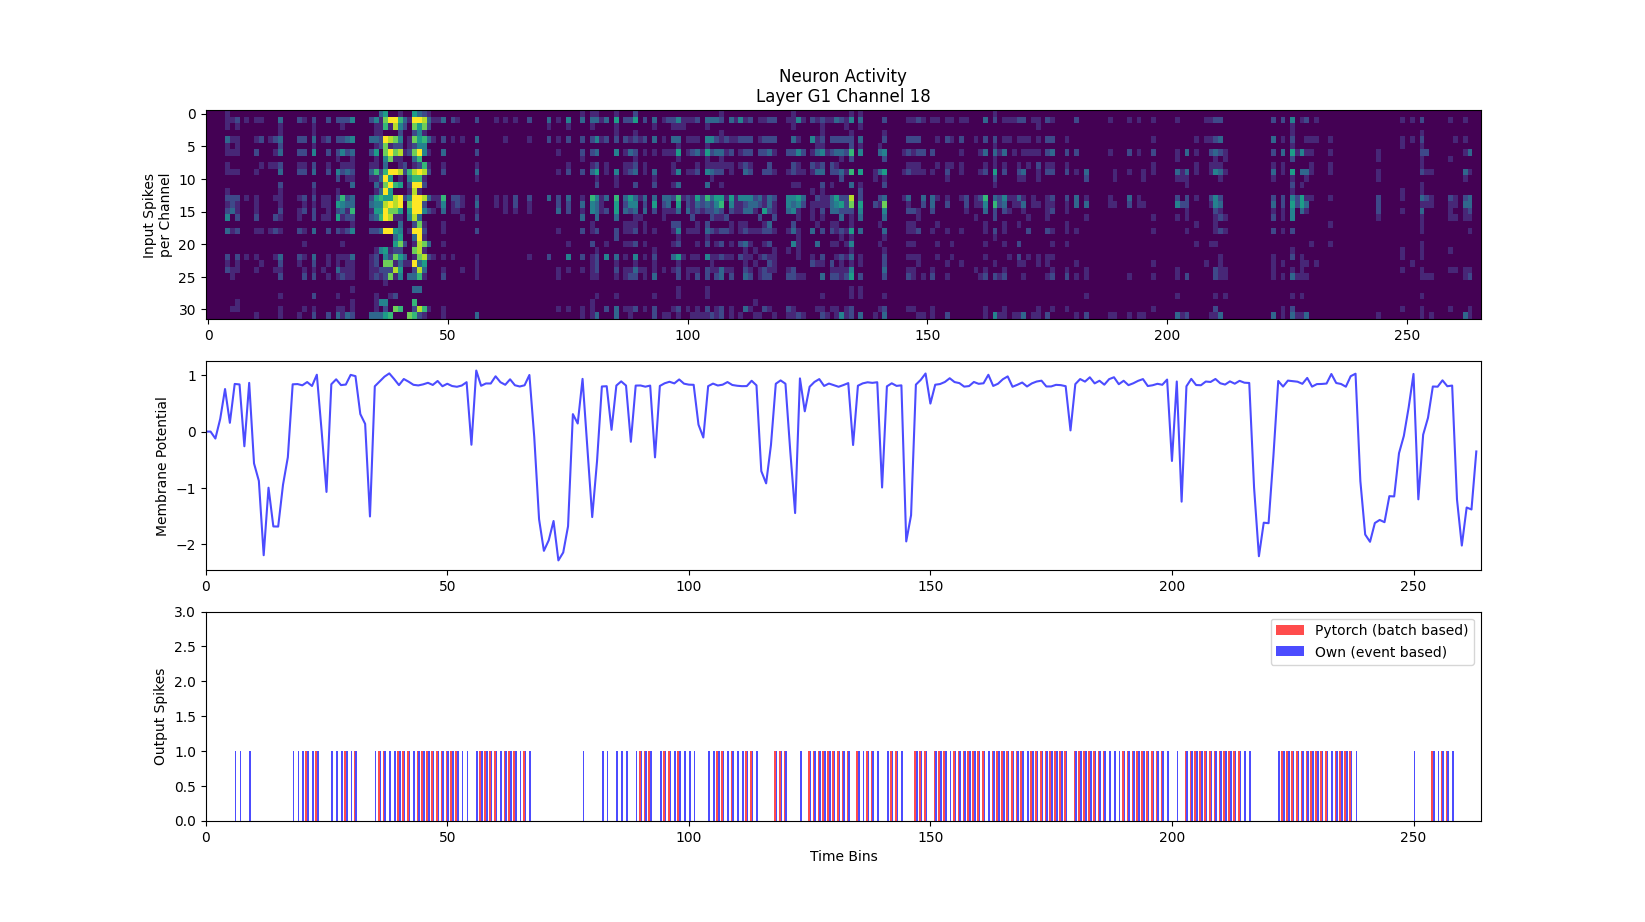 Neuron Activity
Layer G1 Channel 18
Input Spikes
per Channel
0
5
10
15
20
25
30
0 50 100 150 200 250
Membrane Potential
1
0
−1
−2
0 50 100 150 200 250
Output Spikes
3.0
2.5
2.0
1.5
1.0
0.5
0.0
Pytorch (batch based)
Own (event based)
0 50 100 150 200 250
Time Bins